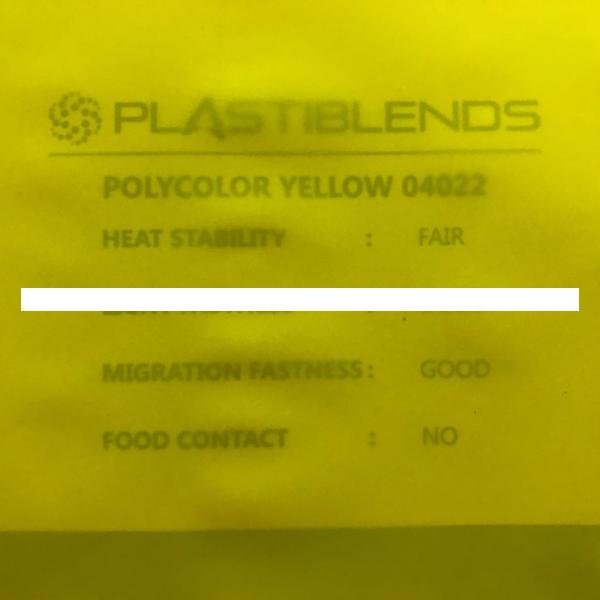 PLASTIBLENDS
POLYCOLOR YELLOW 04022
HEAT STABILITY : FAIR
MIGRATION FASTNESS : GOOD
FOOD CONTACT : NO